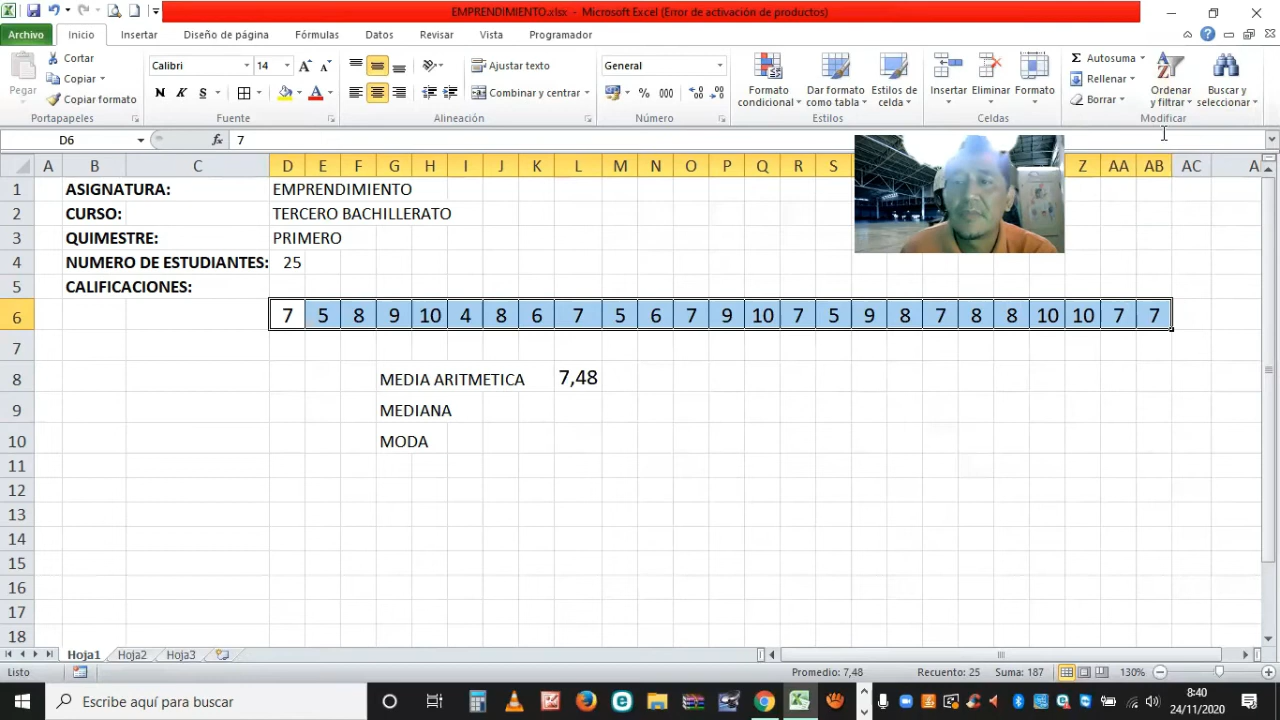 EMPRENDIMIENTO.xlsx - Microsoft Excel (Error de activación de productos)
Archivo Inicio Insertar Diseño de página Fórmulas Datos Revisar Vista Programador
Pegar
Cortar
Copiar
Copiar formato
Portapapeles
Calibri 14
N K S
Fuente
Ajustar texto
Combinar y centrar
Alineación
General
% 000
Número
Formato condicional
Dar formato como tabla
Estilos de celda
Estilos
Insertar Eliminar Formato
Celdas
Autosuma
Rellenar
Borrar
Ordenar y filtrar
Buscar y seleccionar
Modificar
D6 fx 7
A B C D E F G H I J K L M N O P Q R S Z AA AB AC A
1 ASIGNATURA: EMPRENDIMIENTO
2 CURSO: TERCERO BACHILLERATO
3 QUIMESTRE: PRIMERO
4 NUMERO DE ESTUDIANTES: 25
5 CALIFICACIONES:
6 7 5 8 9 10 4 8 6 7 5 6 7 9 10 7 5 9 8 7 8 8 10 10 7 7
7
8 MEDIA ARITMETICA 7,48
9 MEDIANA
10 MODA
11
12
13
14
15
16
17
18
Hoja1 Hoja2 Hoja3
Listo Promedio: 7,48 Recuento: 25 Suma: 187 130%
Escribe aquí para buscar
8:40
24/11/2020